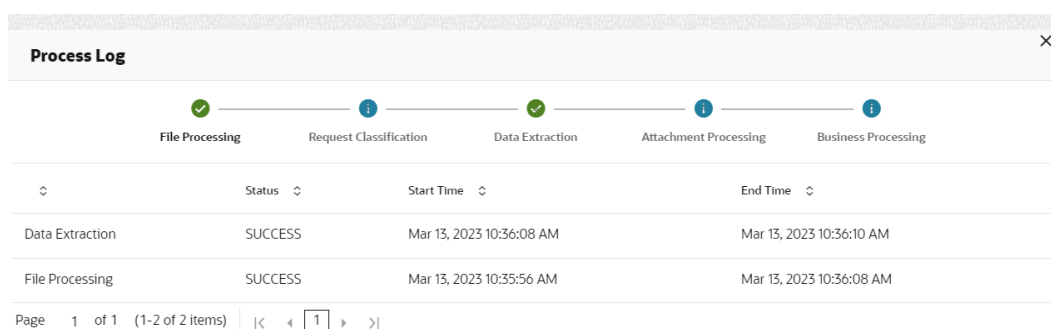 Process Log
File Processing Request Classification Data Extraction Attachment Processing Business Processing
Status Start Time End Time
Data Extraction SUCCESS Mar 13, 2023 10:36:08 AM Mar 13, 2023 10:36:10 AM
File Processing SUCCESS Mar 13, 2023 10:35:56 AM Mar 13, 2023 10:36:08 AM
Page 1 of 1 (1-2 of 2 items) 1